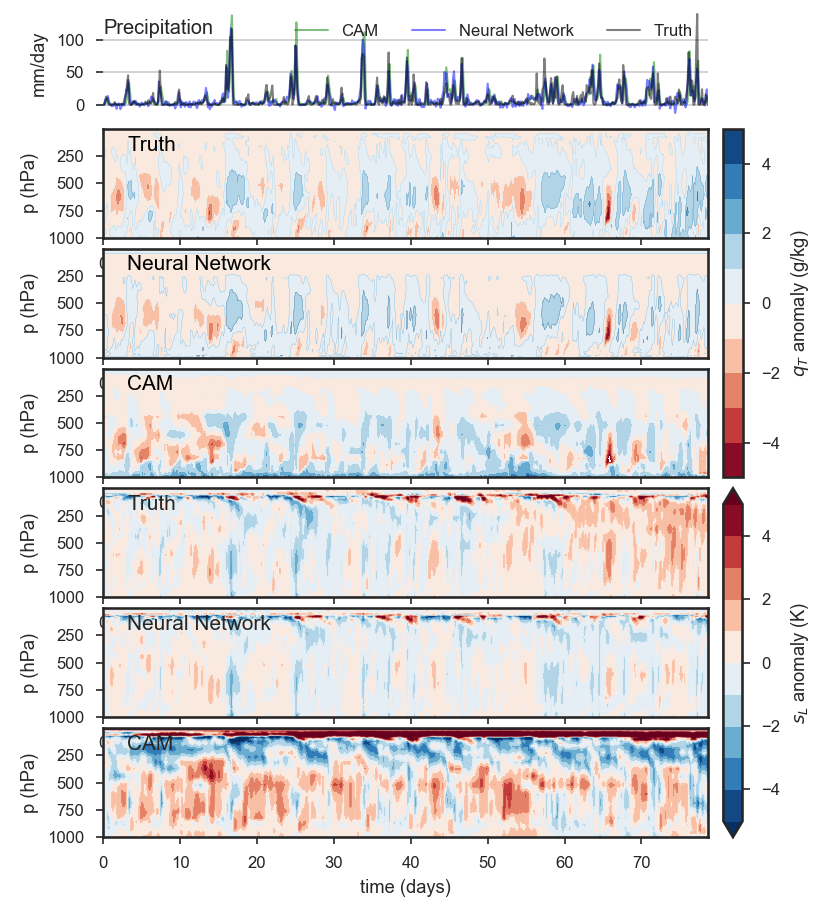 Precipitation
CAM
Neural Network
Truth
100
50
0
mm/day
Truth
250
500
750
1000
p (hPa)
Neural Network
250
500
750
1000
p (hPa)
CAM
250
500
750
1000
p (hPa)
4
2
0
−2
−4
q_T anomaly (g/kg)
Truth
250
500
750
1000
p (hPa)
Neural Network
250
500
750
1000
p (hPa)
CAM
250
500
750
1000
p (hPa)
4
2
0
−2
−4
s_L anomaly (K)
0 10 20 30 40 50 60 70
time (days)